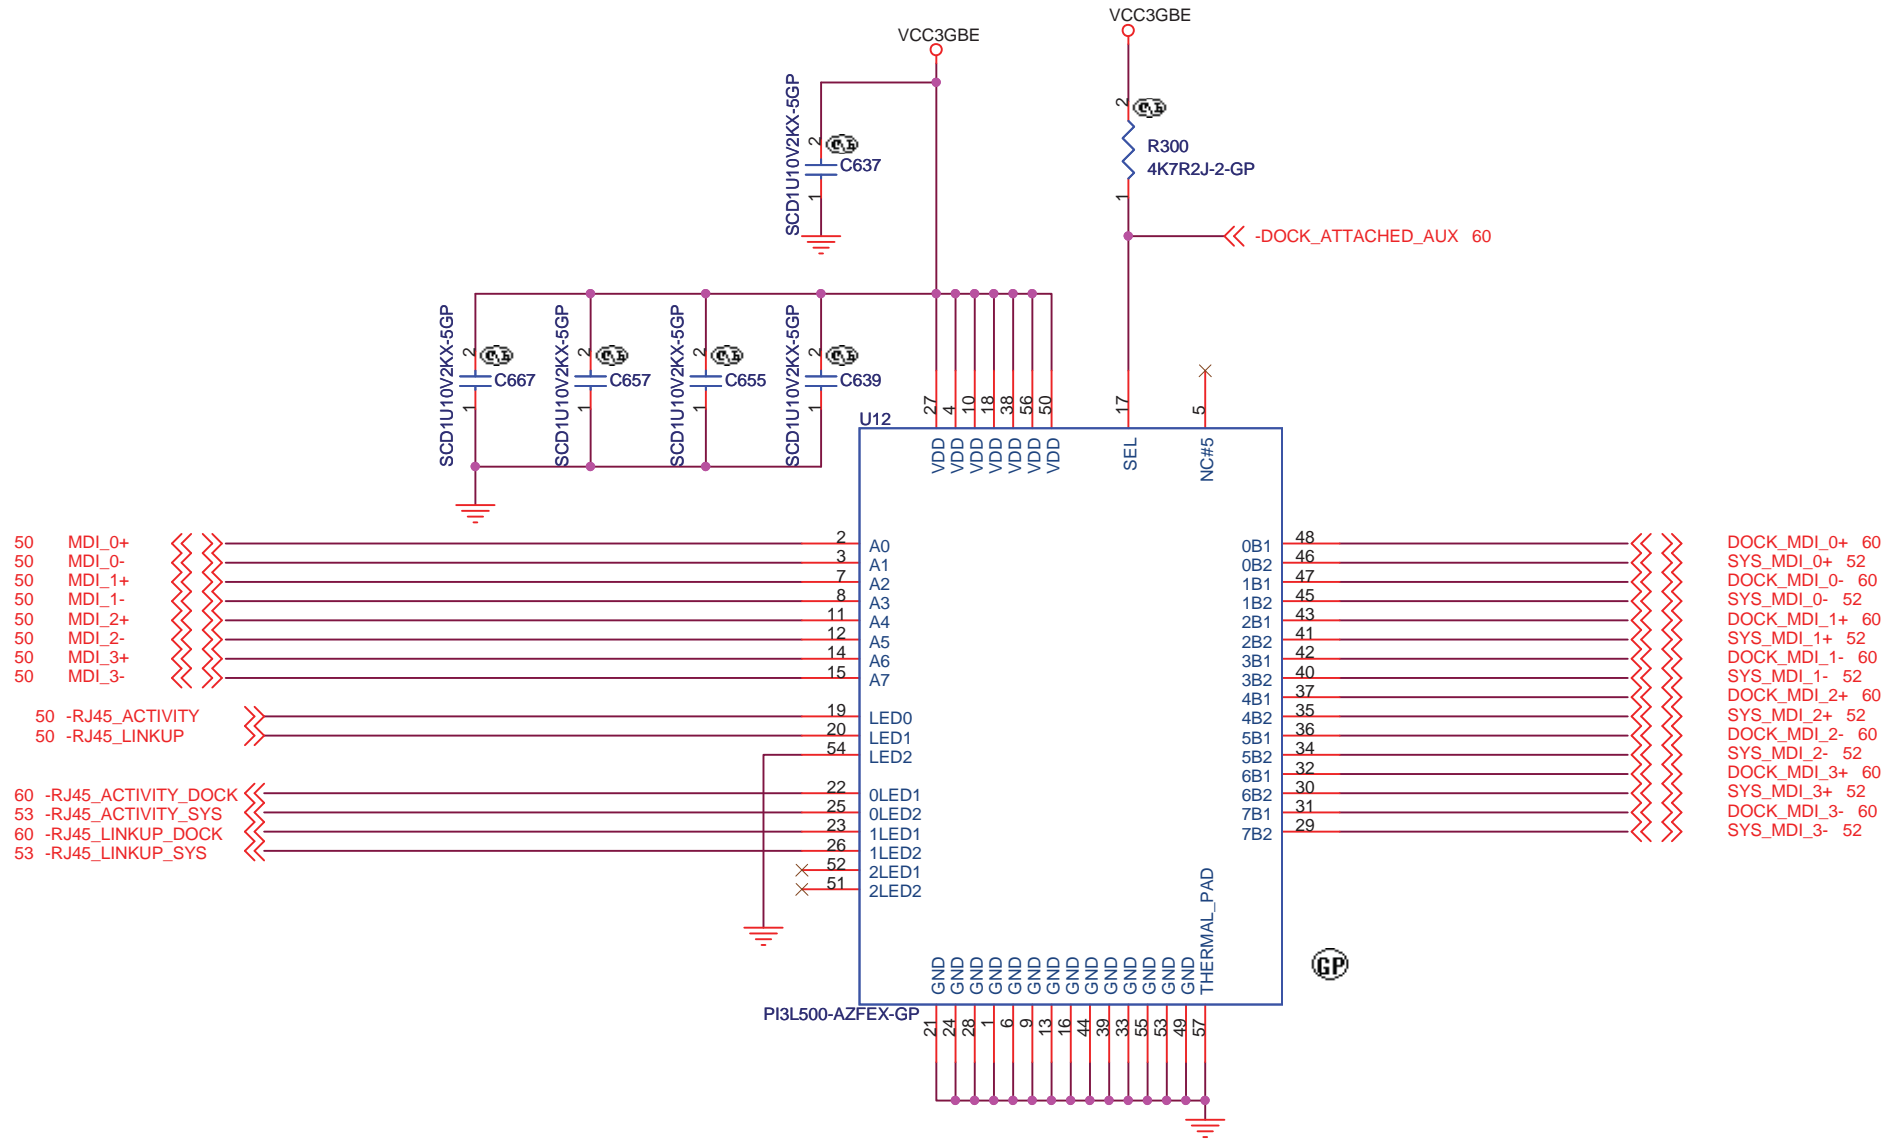 VCC3GBE
VCC3GBE
SCD1U10V2KX-5GP
2
1
C637
2
R300
4K7R2J-2-GP
1
-DOCK_ATTACHED_AUX 60
SCD1U10V2KX-5GP
2
1
C667
SCD1U10V2KX-5GP
2
1
C657
SCD1U10V2KX-5GP
2
1
C655
SCD1U10V2KX-5GP
2
1
C639
U12
27 4 10 18 38 56 50 17 5
VDD VDD VDD VDD VDD VDD VDD SEL NC#5
50 MDI_0+ 2 A0
50 MDI_0- 3 A1
50 MDI_1+ 7 A2
50 MDI_1- 8 A3
50 MDI_2+ 11 A4
50 MDI_2- 12 A5
50 MDI_3+ 14 A6
50 MDI_3- 15 A7
50 -RJ45_ACTIVITY 19 LED0
50 -RJ45_LINKUP 20 LED1
54 LED2
60 -RJ45_ACTIVITY_DOCK 22 0LED1
53 -RJ45_ACTIVITY_SYS 25 0LED2
60 -RJ45_LINKUP_DOCK 23 1LED1
53 -RJ45_LINKUP_SYS 26 1LED2
52 2LED1
51 2LED2
0B1 48 DOCK_MDI_0+ 60
0B2 46 SYS_MDI_0+ 52
1B1 47 DOCK_MDI_0- 60
1B2 45 SYS_MDI_0- 52
2B1 43 DOCK_MDI_1+ 60
2B2 41 SYS_MDI_1+ 52
3B1 42 DOCK_MDI_1- 60
3B2 40 SYS_MDI_1- 52
4B1 37 DOCK_MDI_2+ 60
4B2 35 SYS_MDI_2+ 52
5B1 36 DOCK_MDI_2- 60
5B2 34 SYS_MDI_2- 52
6B1 32 DOCK_MDI_3+ 60
6B2 30 SYS_MDI_3+ 52
7B1 31 DOCK_MDI_3- 60
7B2 29 SYS_MDI_3- 52
GND GND GND GND GND GND GND GND GND GND GND GND GND GND THERMAL_PAD
GP
PI3L500-AZFEX-GP
21 24 28 1 6 9 13 16 44 39 33 55 53 49 57